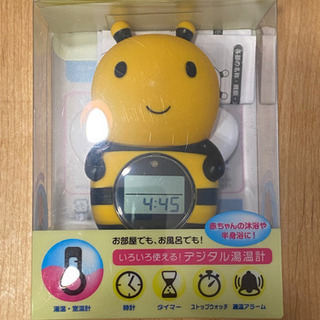 4:45
赤ちゃんの沐浴や
半身浴に!
お部屋でも、お風呂でも!
いろいろ使える!デジタル湯温計
湯温・室温計
時計
タイマー
ストップウォッチ
適温アラーム